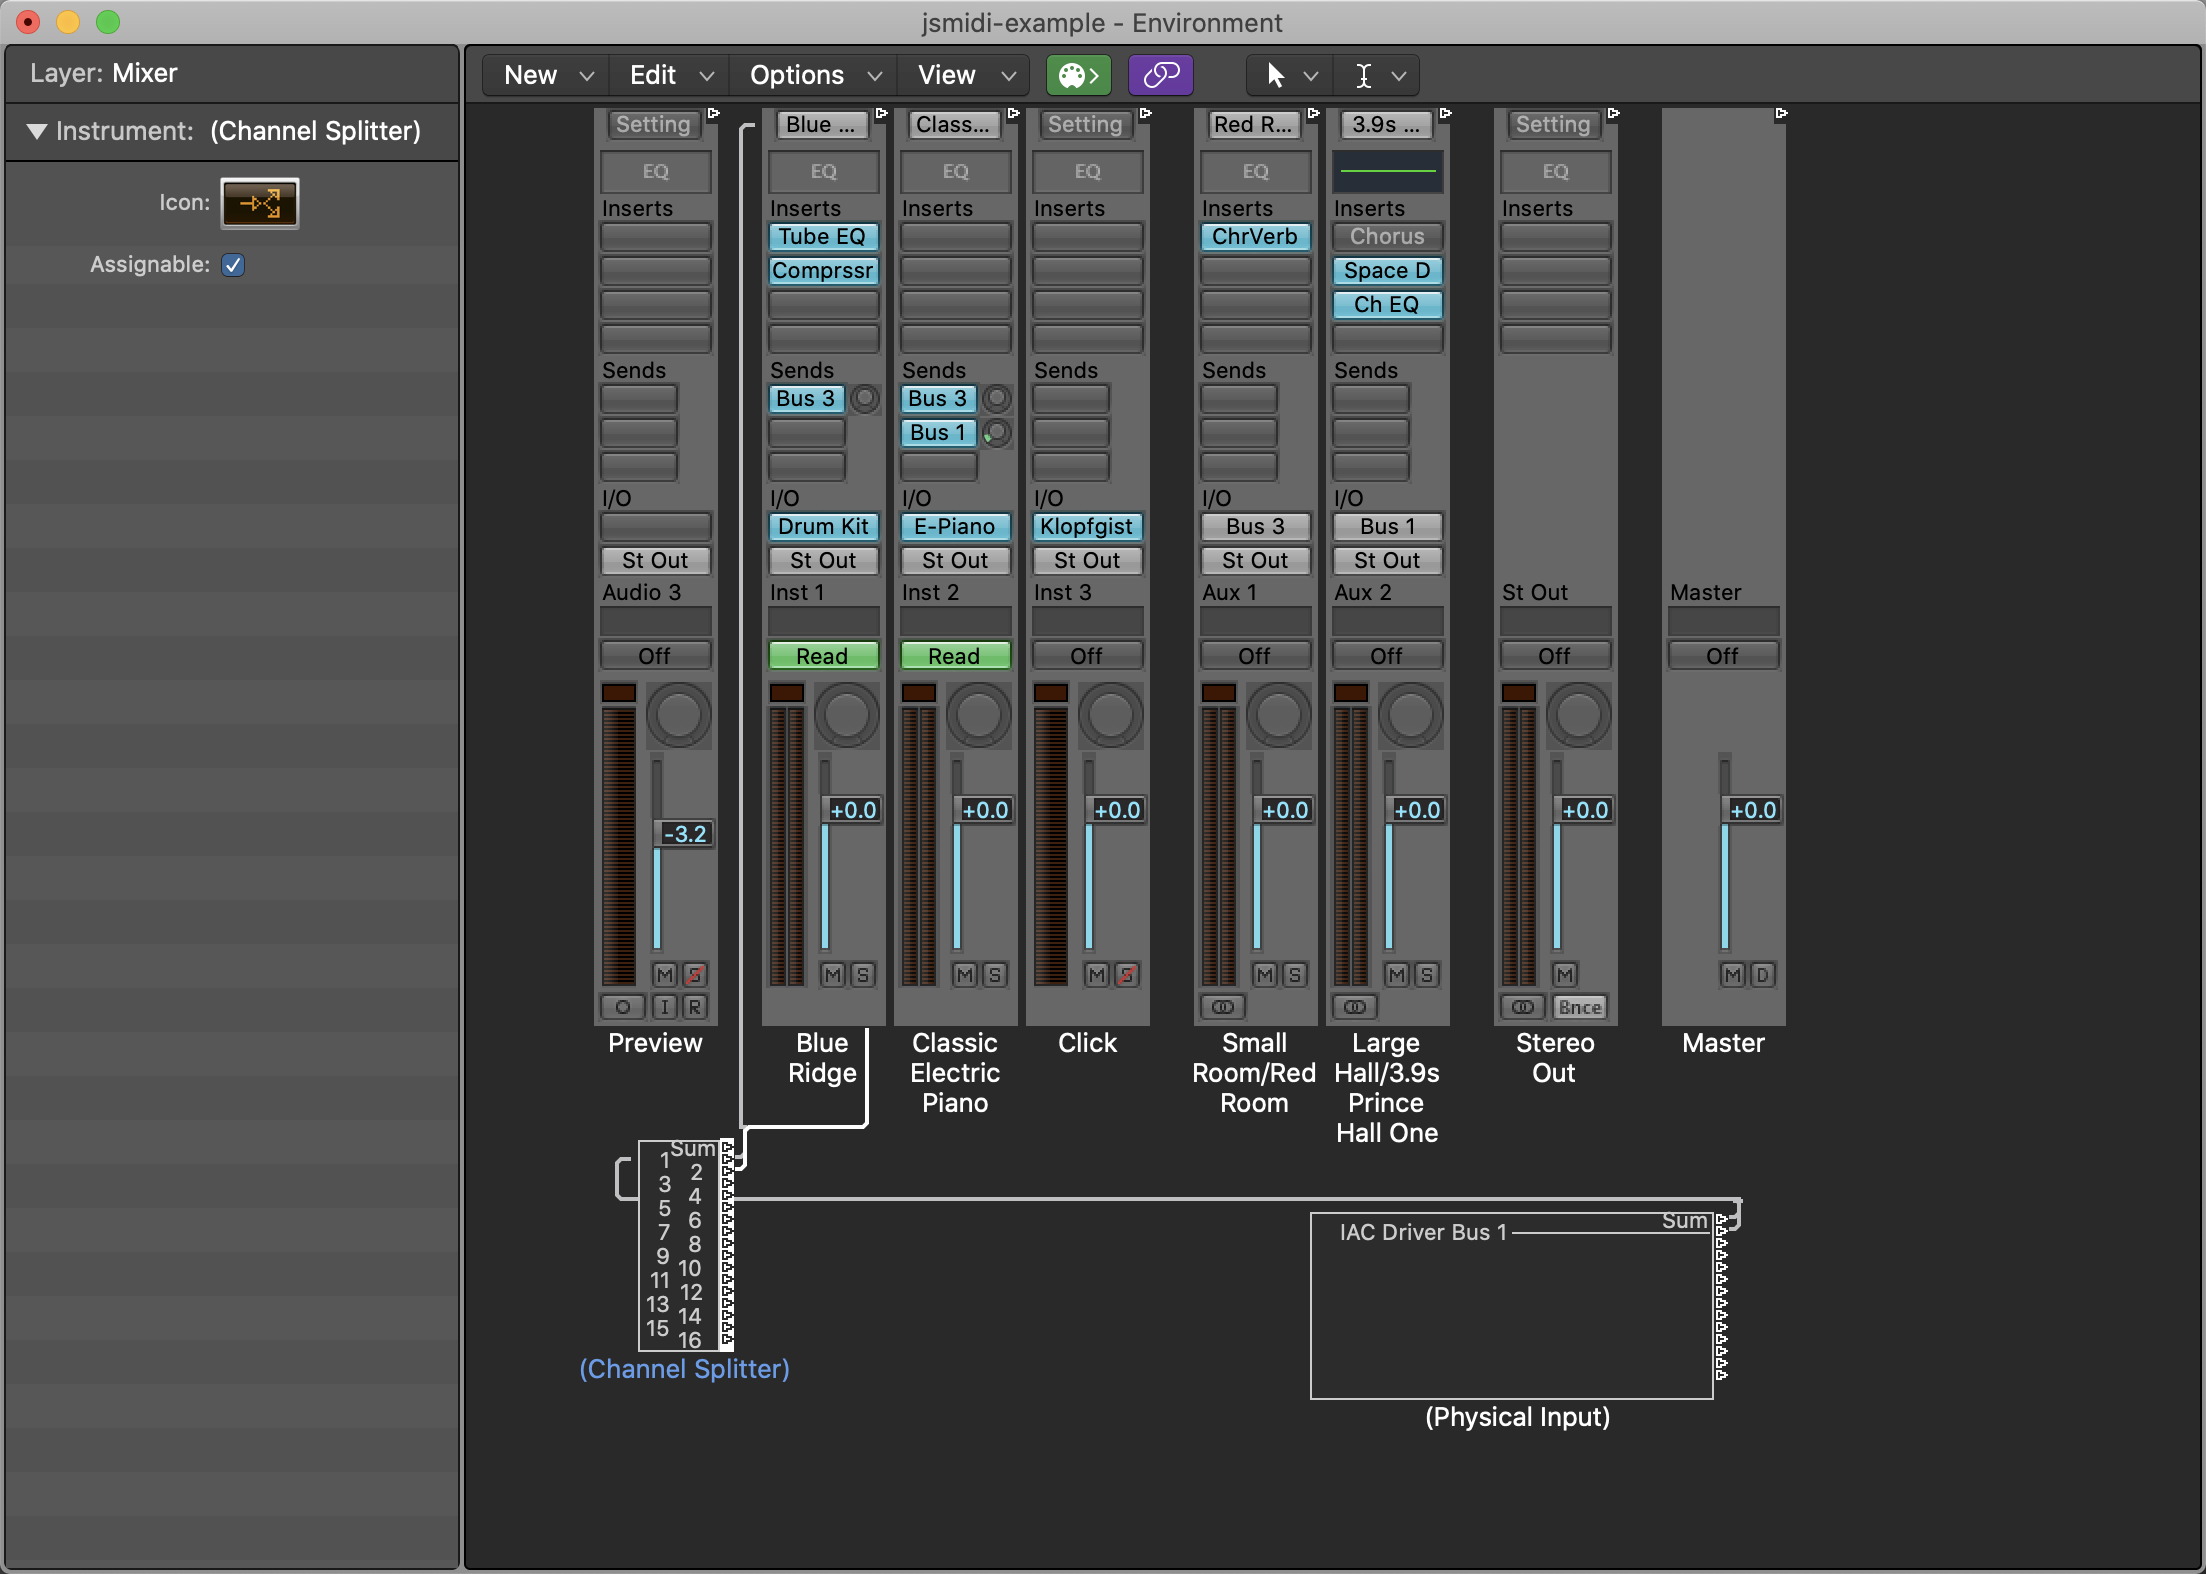 jsmidi-example - Environment
Layer: Mixer
New Edit Options View
Instrument: (Channel Splitter)
Icon:
Assignable:
Setting Blue ... Class... Setting Red R... 3.9s ... Setting
EQ EQ EQ EQ EQ EQ
Inserts Inserts Inserts Inserts Inserts Inserts Inserts
Tube EQ ChrVerb Chorus
Comprssr Space D
Ch EQ
Sends Sends Sends Sends Sends Sends
Bus 3 Bus 3
Bus 1
I/O I/O I/O I/O I/O I/O
Drum Kit E-Piano Klopfgist Bus 3 Bus 1
St Out St Out St Out St Out St Out St Out
Audio 3 Inst 1 Inst 2 Inst 3 Aux 1 Aux 2 St Out Master
Off Read Read Off Off Off Off Off
+0.0 +0.0 +0.0 +0.0 +0.0 +0.0 +0.0
-3.2
M S M S M S M S M S M S M M D
I R Bnce
Preview Blue Classic Click Small Large Stereo Master
Ridge Electric Room/Red Hall/3.9s Out
Piano Room Prince
Hall One
Sum
1
2
3
4
5
6
7
8
9
10
11
12
13
14
15
16
(Channel Splitter)
Sum
IAC Driver Bus 1
(Physical Input)